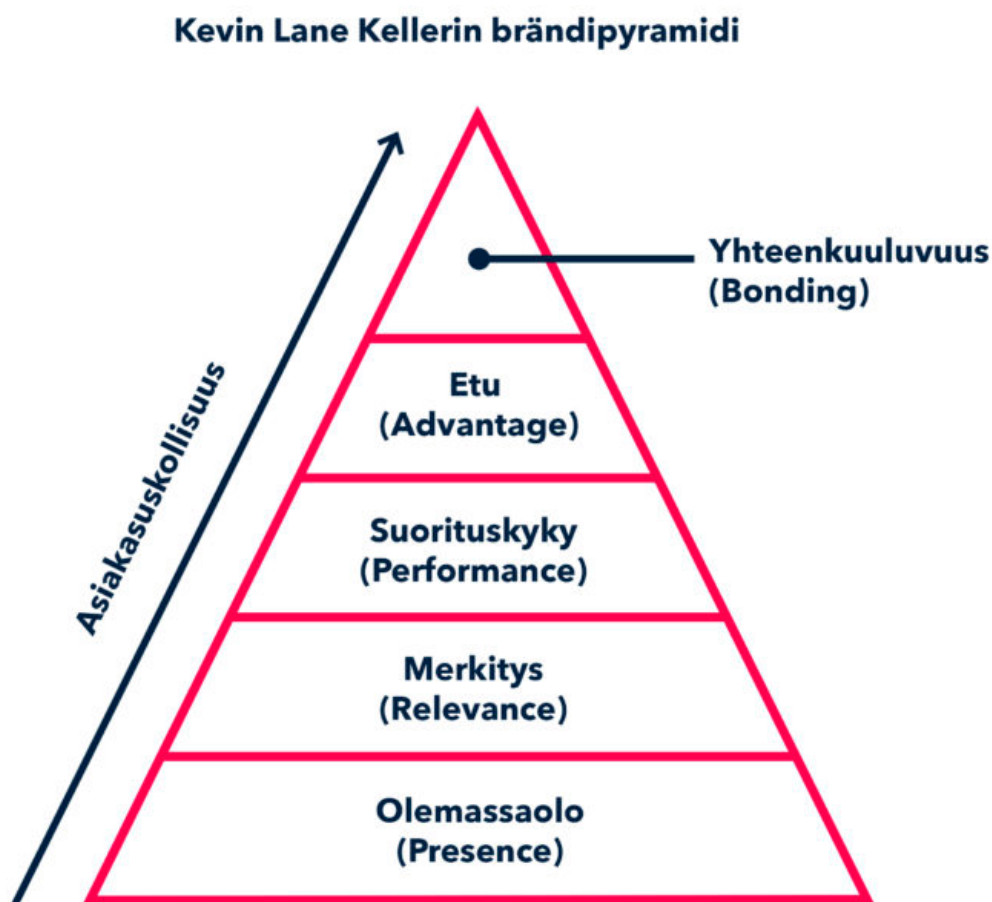 Kevin Lane Kellerin brändipyramidi
Yhteenkuuluvuus
(Bonding)
Etu
(Advantage)
Asiakasuskollisuus
Suorituskyky
(Performance)
Merkitys
(Relevance)
Olemassaolo
(Presence)